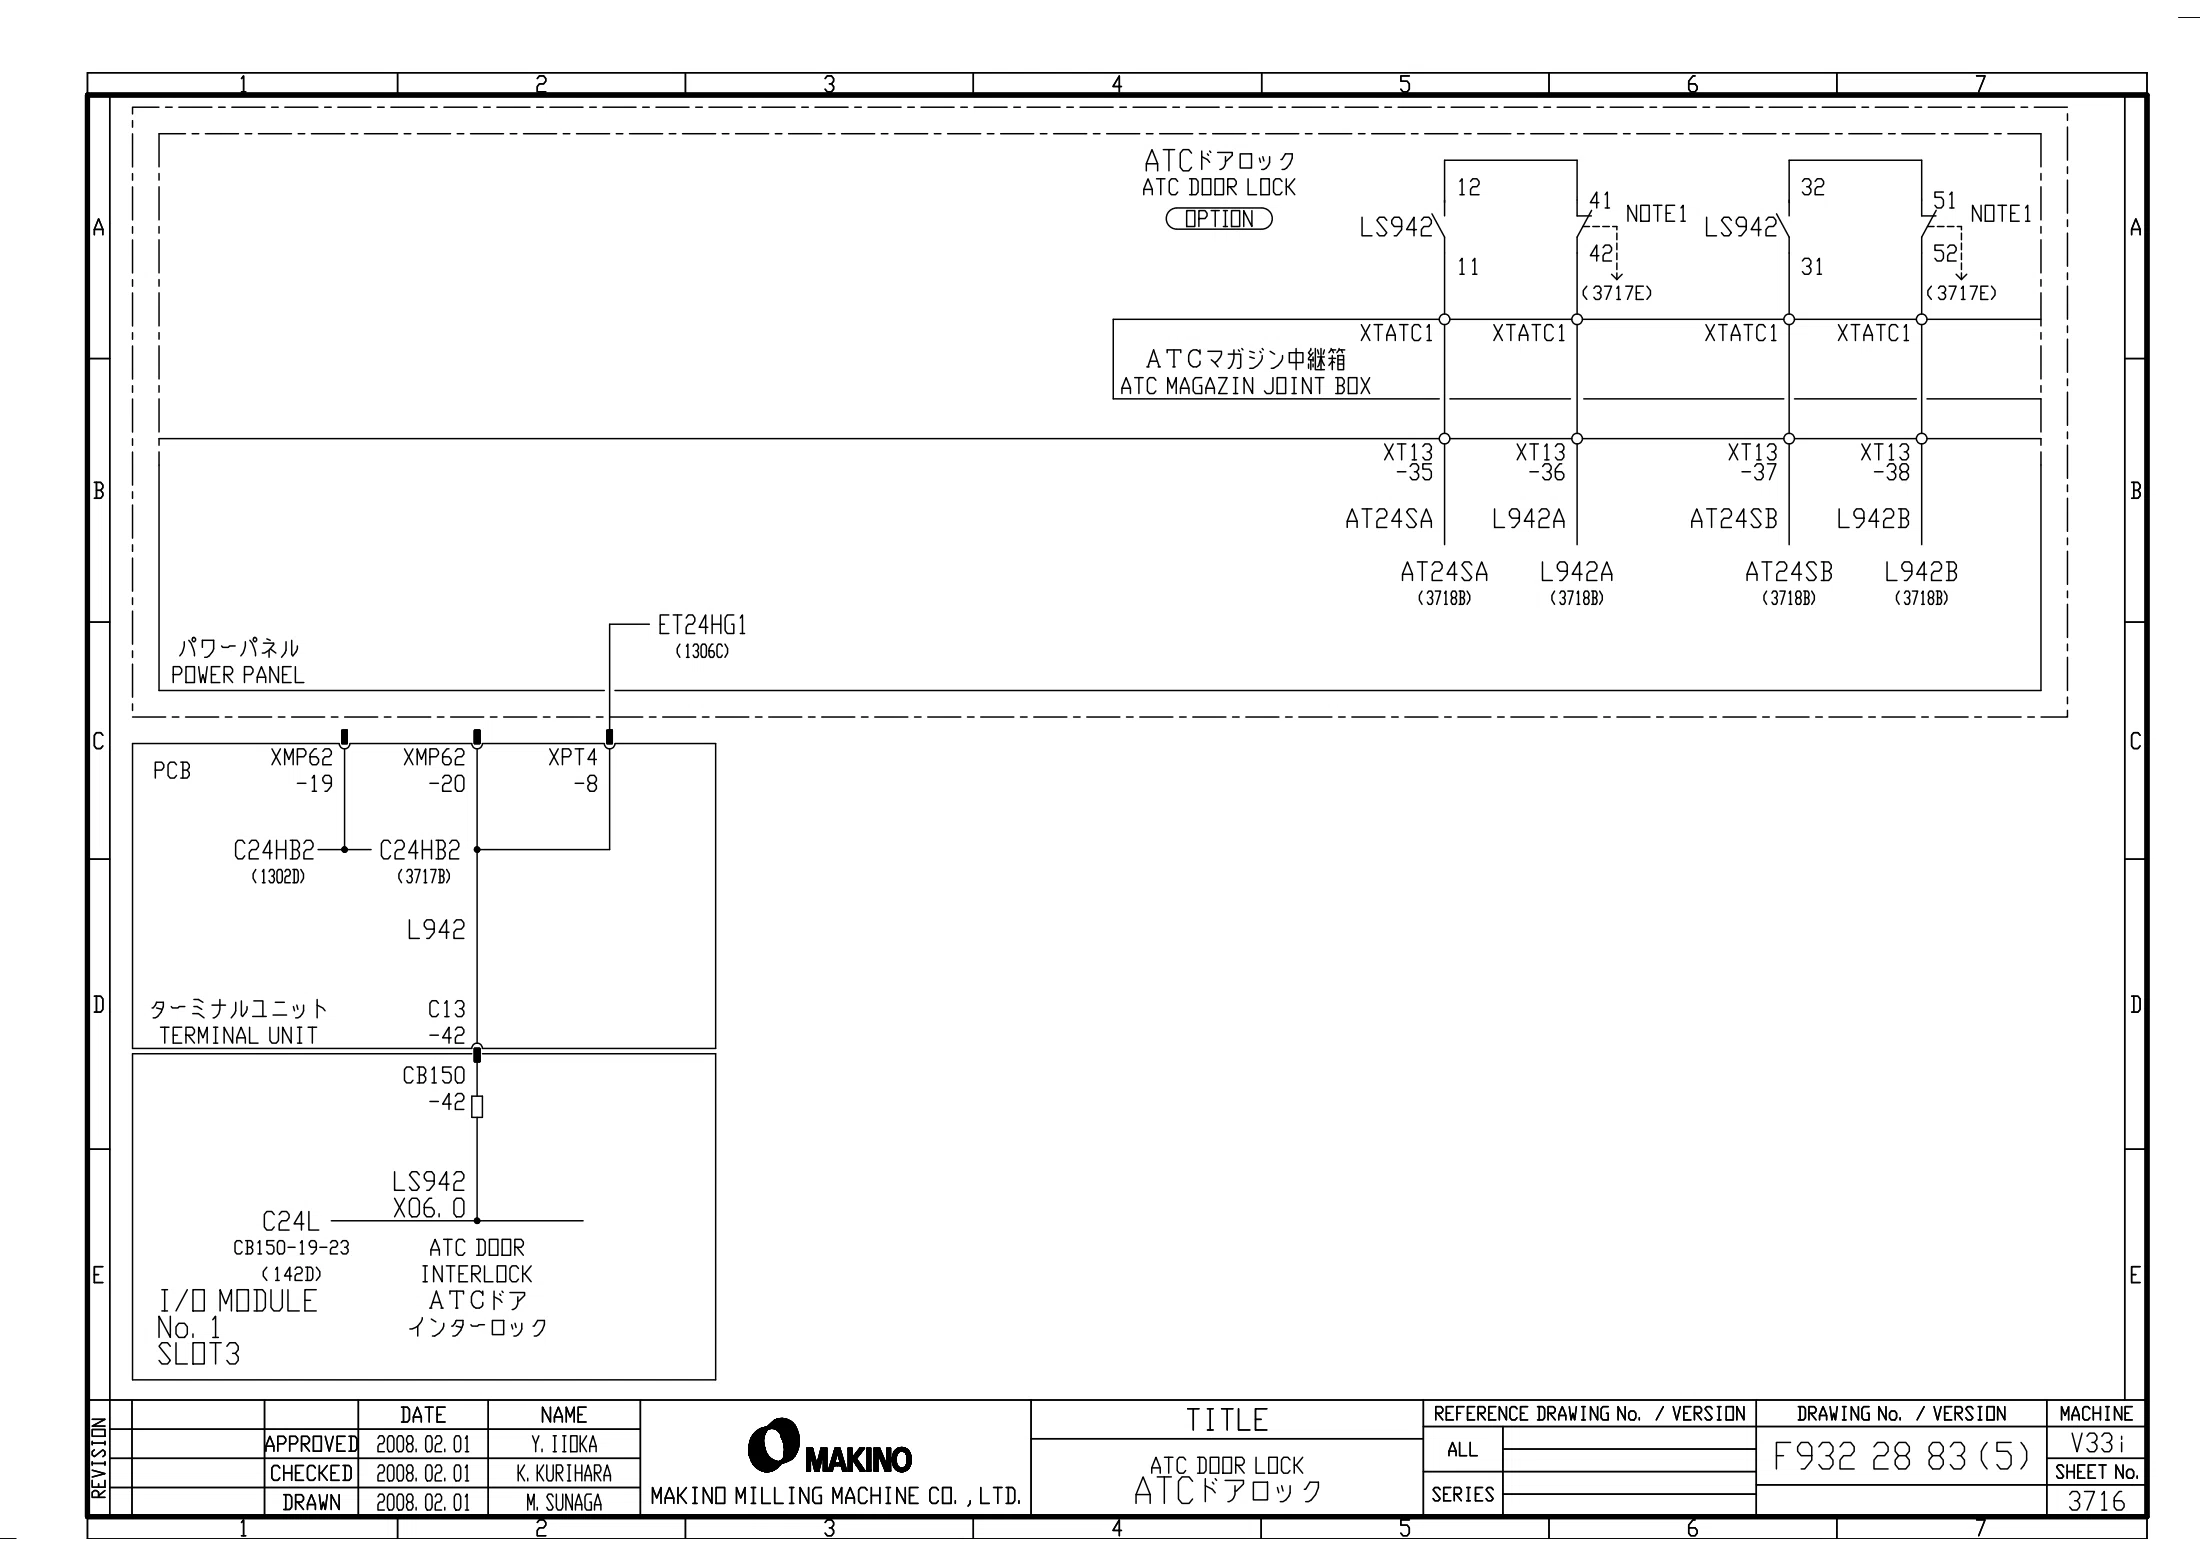 1 2 3 4 5 6 7
A
B
C
D
E
A
B
C
D
E
ATCドアロック
ATC DOOR LOCK
OPTION
12
LS942
11
41
NOTE1
42
(3717E)
32
LS942
31
51
NOTE1
52
(3717E)
XTATC1
XTATC1
XTATC1
XTATC1
ATCマガジン中継箱
ATC MAGAZIN JOINT BOX
XT13
-35
XT13
-36
XT13
-37
XT13
-38
AT24SA
L942A
AT24SB
L942B
AT24SA
(3718B)
L942A
(3718B)
AT24SB
(3718B)
L942B
(3718B)
パワーパネル
POWER PANEL
ET24HG1
(1306C)
PCB
XMP62
-19
XMP62
-20
XPT4
-8
C24HB2
(1302D)
C24HB2
(3717B)
L942
ターミナルユニット
TERMINAL UNIT
C13
-42
CB150
-42
LS942
X06.0
C24L
CB150-19-23
(142D)
ATC DOOR
INTERLOCK
ATCドア
インターロック
I/O MODULE
No.1
SLOT3
REVISION
DATE NAME
APPROVED 2008.02.01 Y.IIOKA
CHECKED 2008.02.01 K.KURIHARA
DRAWN 2008.02.01 M.SUNAGA
MAKINO
MAKINO MILLING MACHINE CO.,LTD.
TITLE
ATC DOOR LOCK
ATCドアロック
REFERENCE DRAWING No. / VERSION
ALL
SERIES
DRAWING No. / VERSION
F932 28 83(5)
MACHINE
V33i
SHEET No.
3716
1 2 3 4 5 6 7